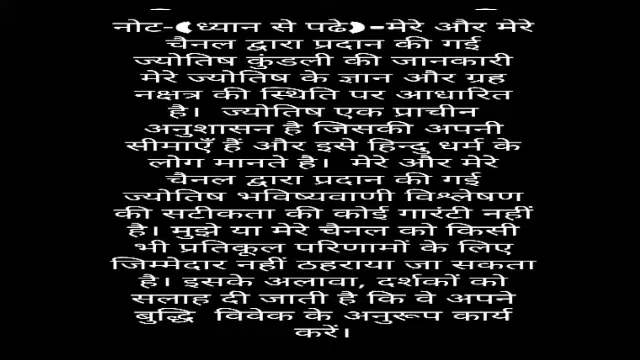 नोट-❨ध्यान से पढे❩-मेरे और मेरे
चैनल द्वारा प्रदान की गई
ज्योतिष कुंडली की जानकारी
मेरे ज्योतिष के ज्ञान और ग्रह
नक्षत्र की स्थिति पर आधारित
है। ज्योतिष एक प्राचीन
अनुशासन है जिसकी अपनी
सीमाएँ हैं और इसे हिन्दु धर्म के
लोग मानते है। मेरे और मेरे
चैनल द्वारा प्रदान की गई
ज्योतिष भविष्यवाणी विश्लेषण
की सटीकता की कोई गारंटी नहीं
है। मुझे या मेरे चैनल को किसी
भी प्रतिकूल परिणामों के लिए
जिम्मेदार नहीं ठहराया जा सकता
है। इसके अलावा, दर्शकों को
सलाह दी जाती है कि वे अपने
बुद्धि विवेक के अनुरूप कार्य
करें।